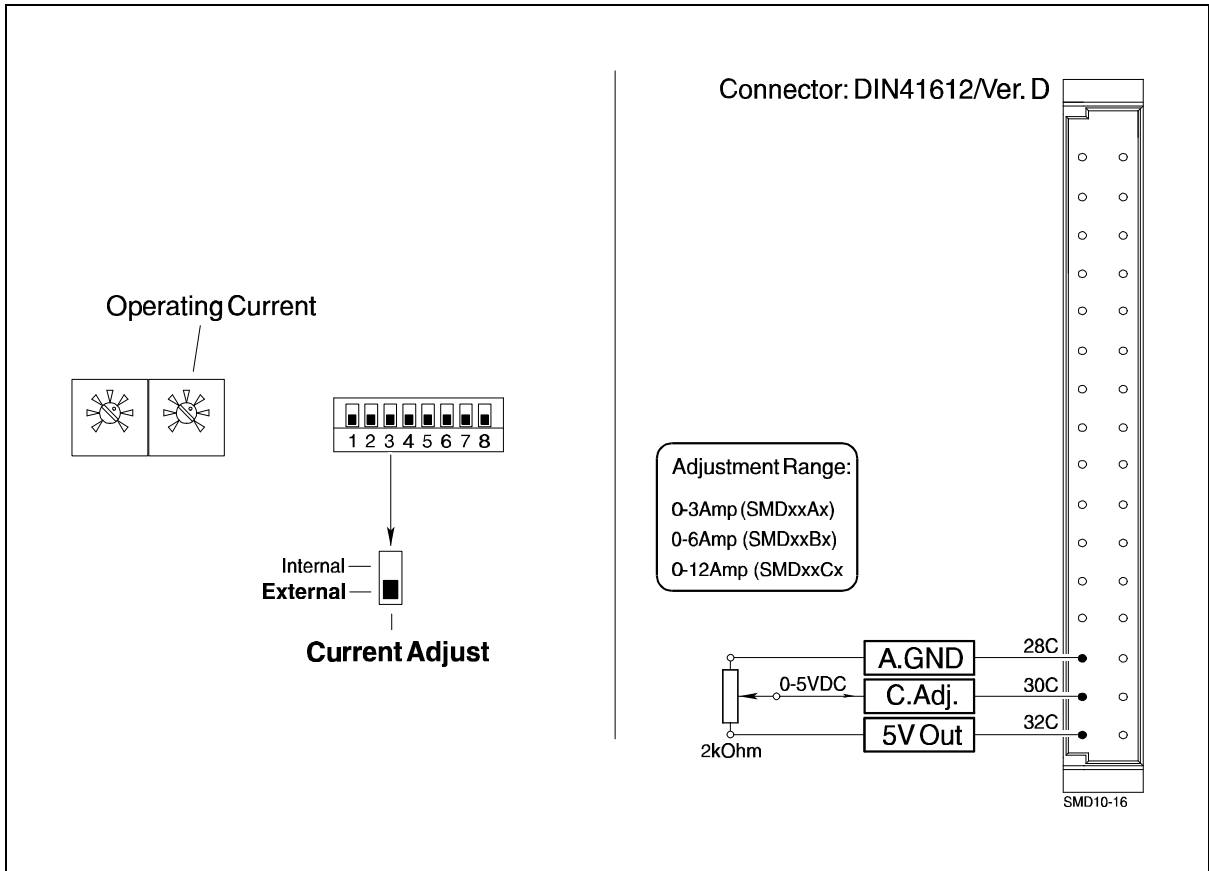 Connector: DIN41612/Ver. D
Operating Current
1 2 3 4 5 6 7 8
Internal
External
Current Adjust
Adjustment Range:
0-3Amp (SMDxxAx)
0-6Amp (SMDxxBx)
0-12Amp (SMDxxCx
A.GND
28C
0-5VDC
C.Adj.
30C
5V Out
32C
2kOhm
SMD10-16